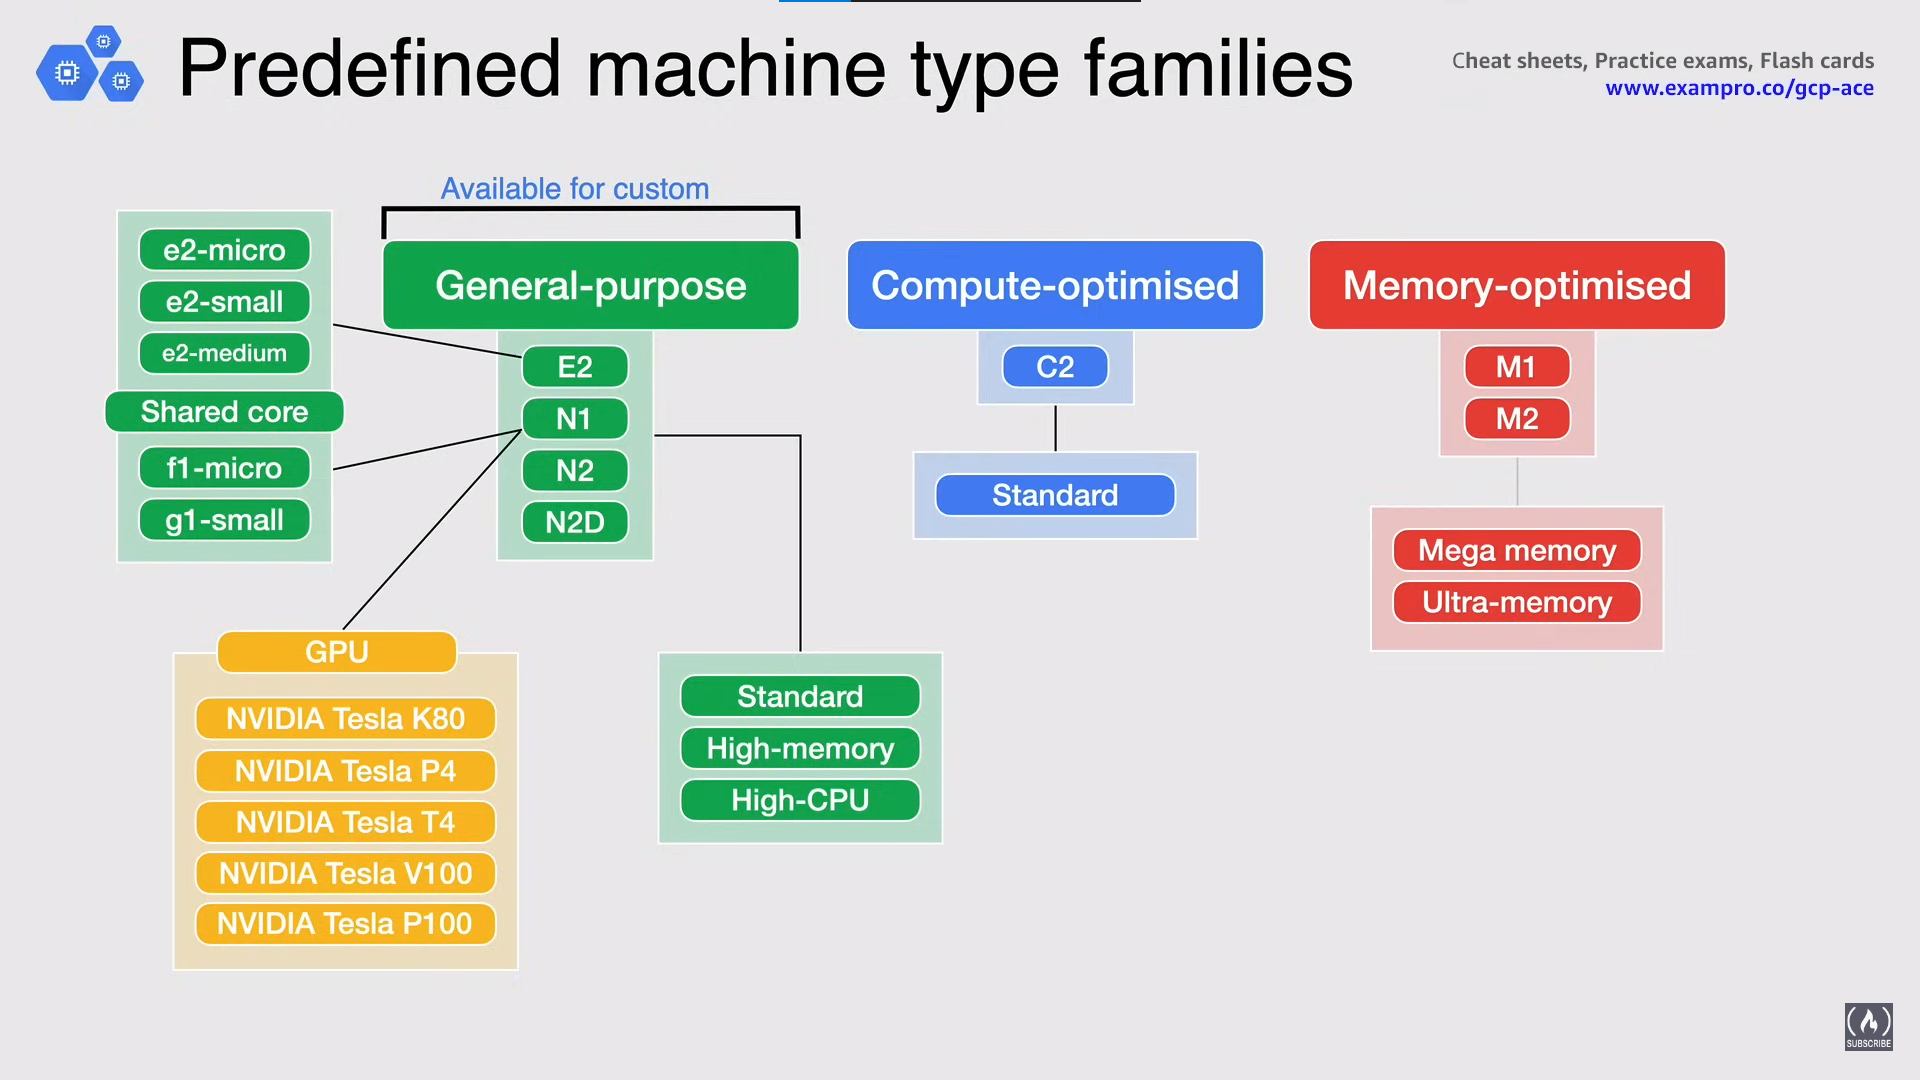 Predefined machine type families
Cheat sheets, Practice exams, Flash cards
www.exampro.co/gcp-ace
Available for custom
e2-micro
e2-small
e2-medium
Shared core
f1-micro
g1-small
General-purpose
E2
N1
N2
N2D
GPU
NVIDIA Tesla K80
NVIDIA Tesla P4
NVIDIA Tesla T4
NVIDIA Tesla V100
NVIDIA Tesla P100
Standard
High-memory
High-CPU
Compute-optimised
C2
Standard
Memory-optimised
M1
M2
Mega memory
Ultra-memory
SUBSCRIBE